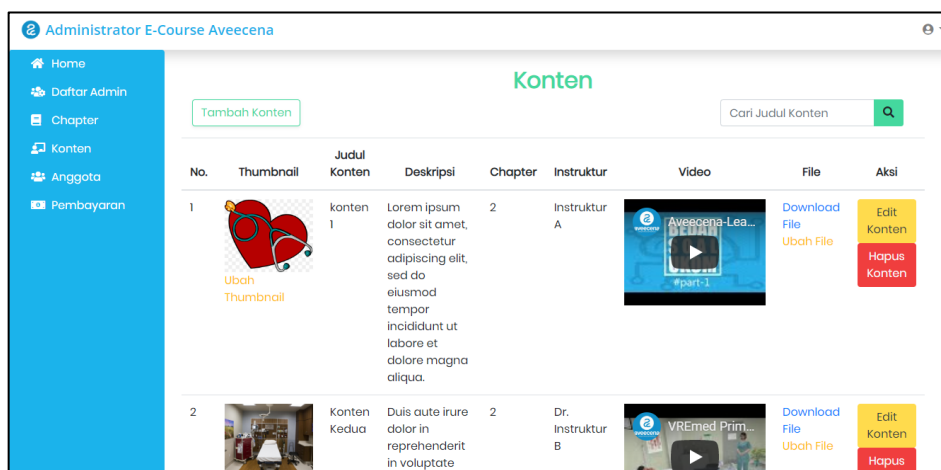 Administrator E-Course Aveecena
Home
Daftar Admin
Chapter
Konten
Anggota
Pembayaran
Konten
Tambah Konten
Cari Judul Konten
No.
Thumbnail
Judul
Konten
Deskripsi
Chapter
Instruktur
Video
File
Aksi
1
Ubah
Thumbnail
konten
1
Lorem ipsum
dolor sit amet,
consectetur
adipiscing elit,
sed do
eiusmod
tempor
incididunt ut
labore et
dolore magna
aliqua.
2
Instruktur
A
aveecena
Aveecena-Lea...
#part-1
Download
File
Ubah File
Edit
Konten
Hapus
Konten
2
Konten
Kedua
Duis aute irure
dolor in
reprehenderit
in voluptate
2
Dr.
Instruktur
B
aveecena
VREmed Prim...
Download
File
Ubah File
Edit
Konten
Hapus